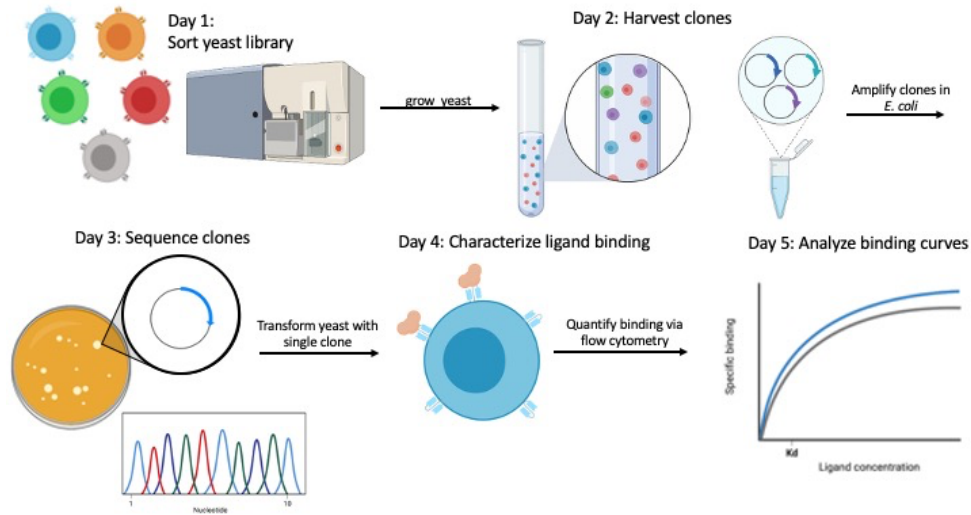 Day 1:
Sort yeast library
grow yeast
Day 2: Harvest clones
Amplify clones in
E. coli
Day 3: Sequence clones
Transform yeast with
single clone
1
10
Nucleotide
Day 4: Characterize ligand binding
Quantify binding via
flow cytometry
Day 5: Analyze binding curves
Specific binding
Kd
Ligand concentration